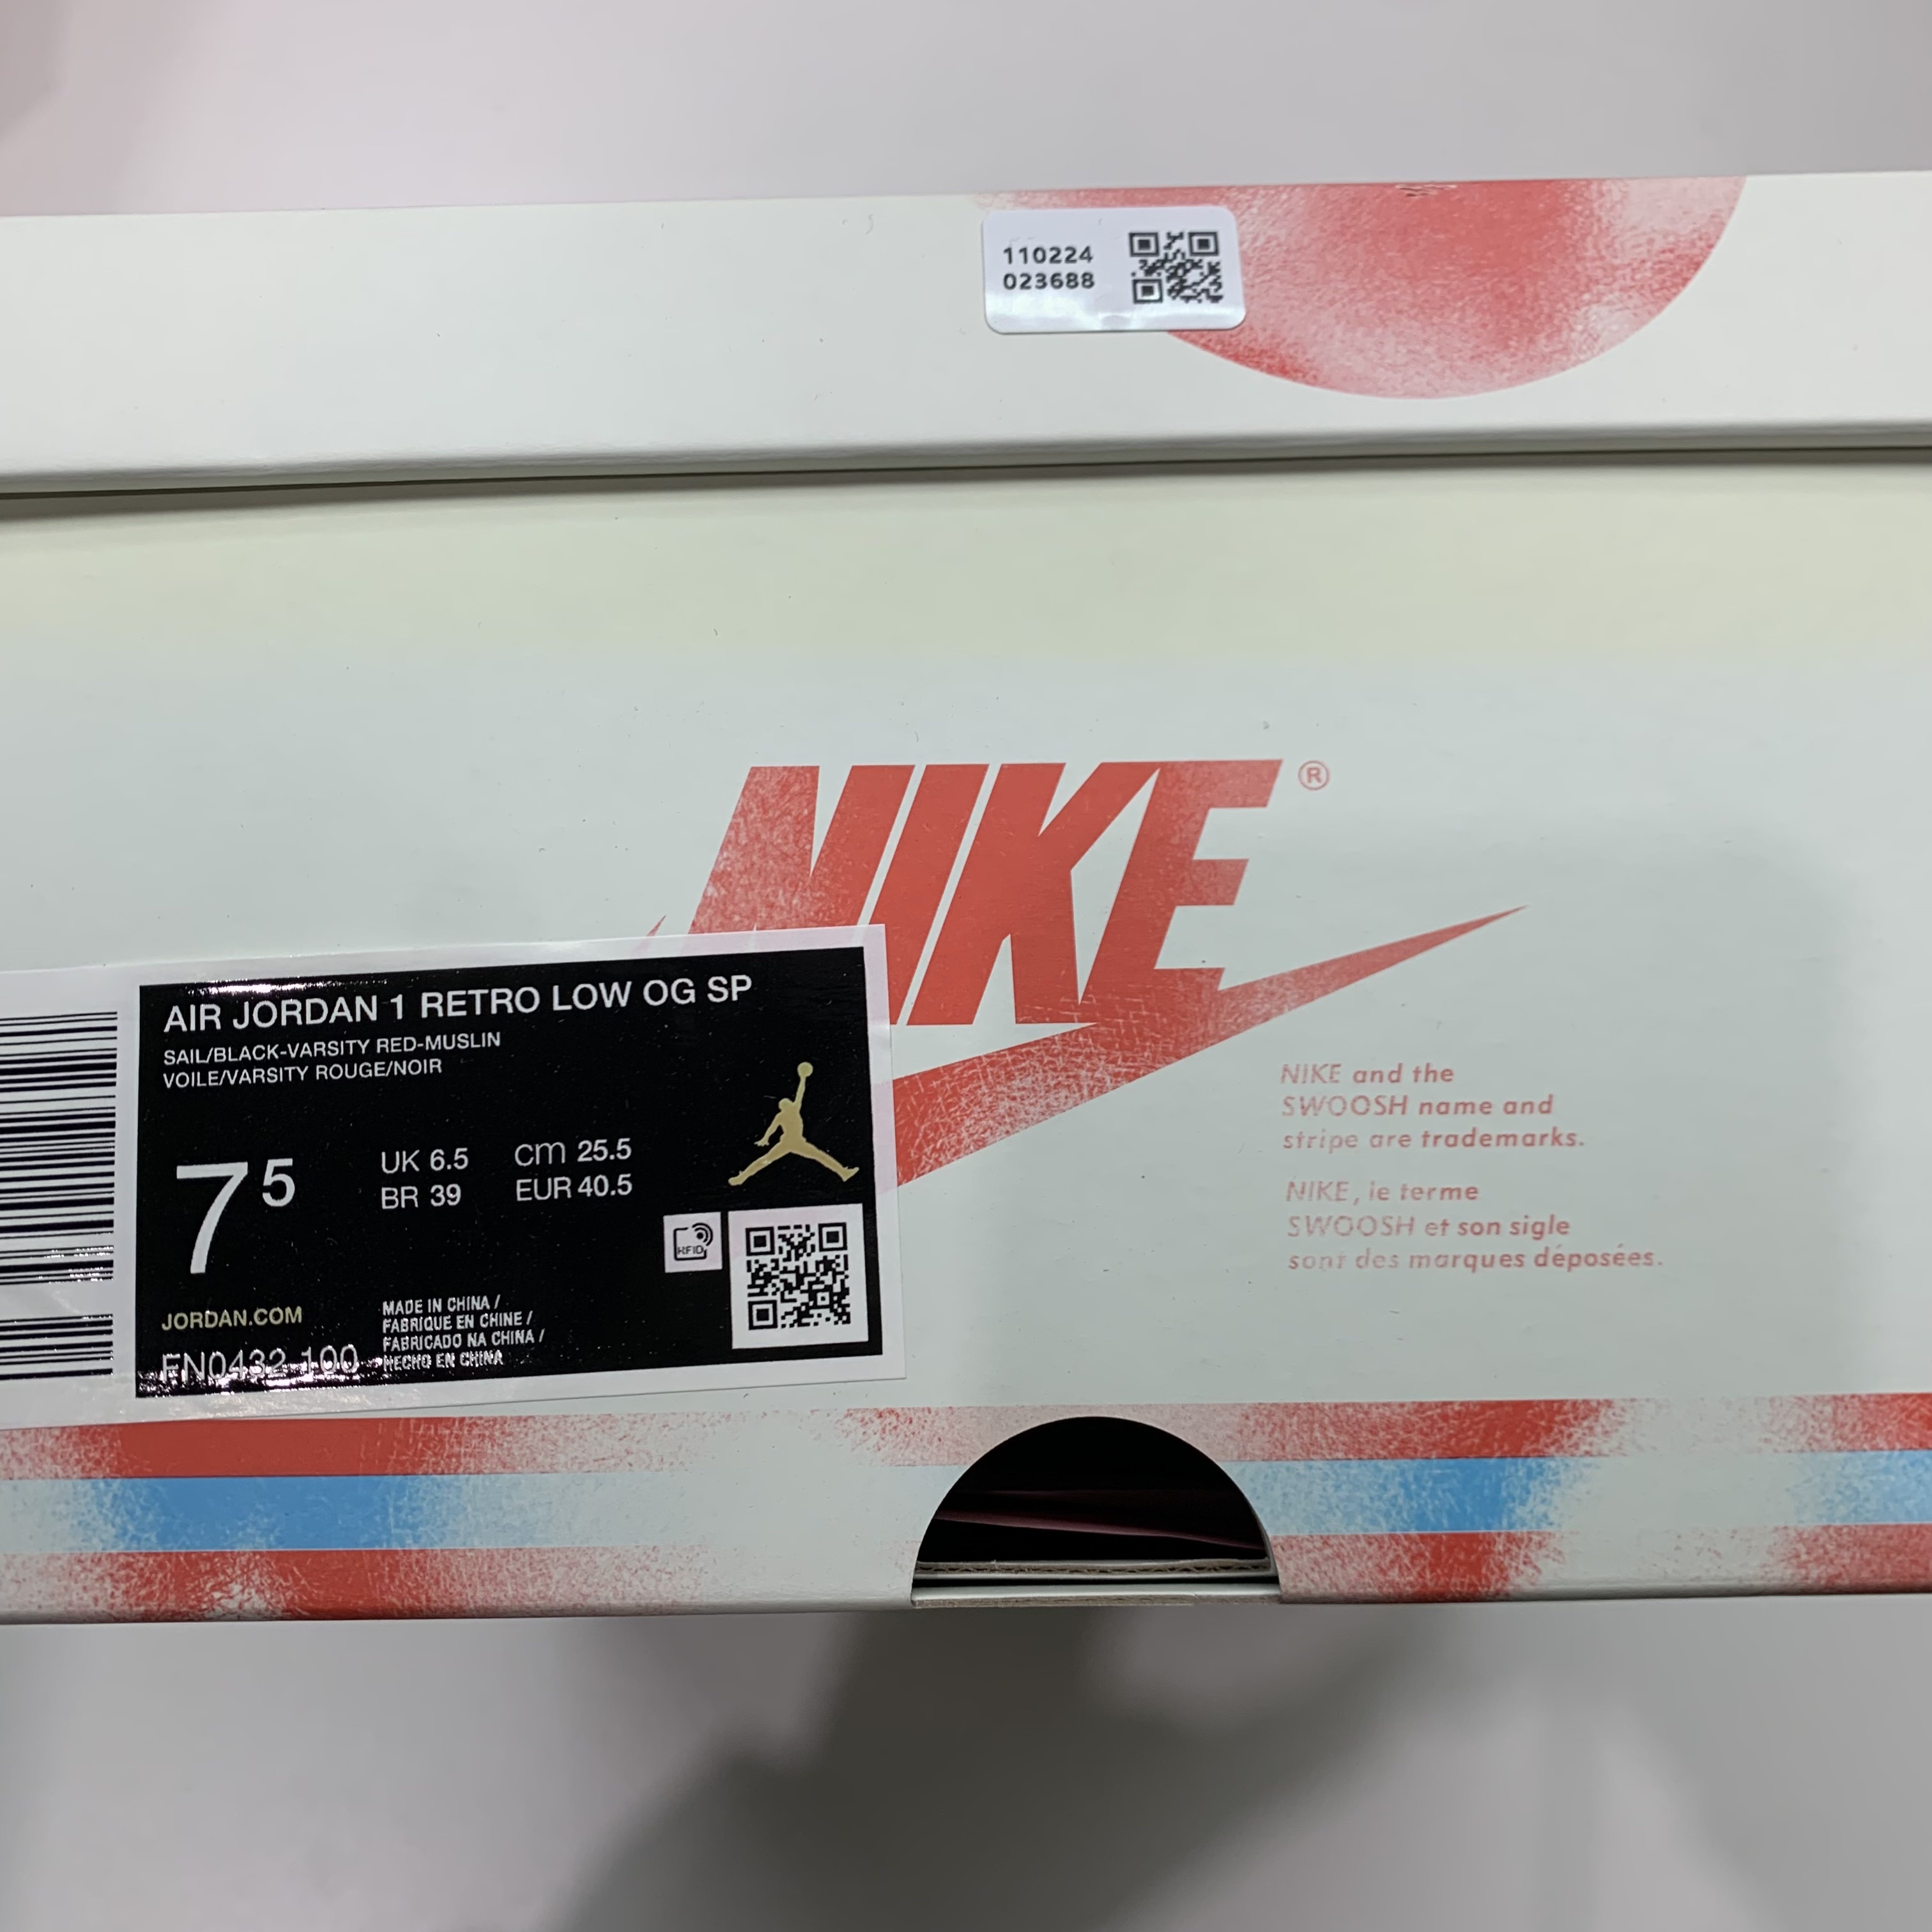 110224
023688
NIKE®
AIR JORDAN 1 RETRO LOW OG SP
SAIL/BLACK-VARSITY RED-MUSLIN
VOILE/VARSITY ROUGE/NOIR
7 5
UK 6.5
BR 39
cm 25.5
EUR 40.5
RFID
JORDAN.COM
FN0432 100
MADE IN CHINA /
FABRIQUE EN CHINE /
FABRICADO NA CHINA /
HECHO EN CHINA
NIKE and the
SWOOSH name and
stripe are trademarks.
NIKE, le terme
SWOOSH et son sigle
sont des marques déposées.